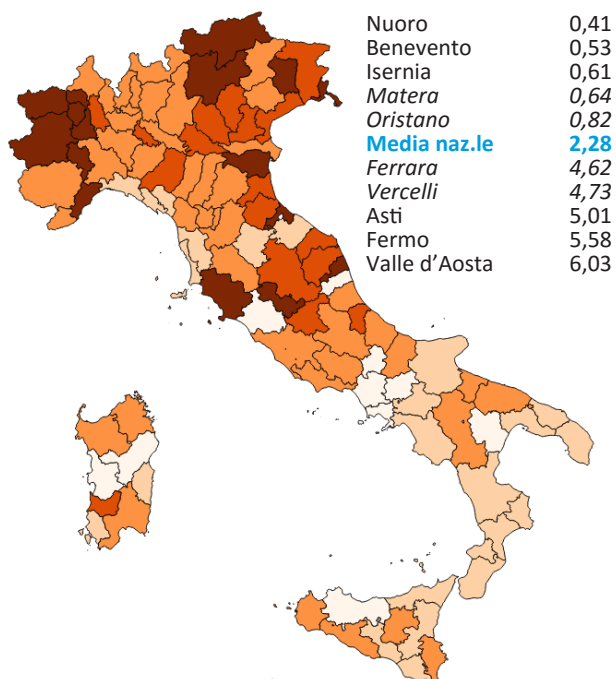 Nuoro 0,41
Benevento 0,53
Isernia 0,61
Matera 0,64
Oristano 0,82
Media naz.le 2,28
Ferrara 4,62
Vercelli 4,73
Asti 5,01
Fermo 5,58
Valle d'Aosta 6,03